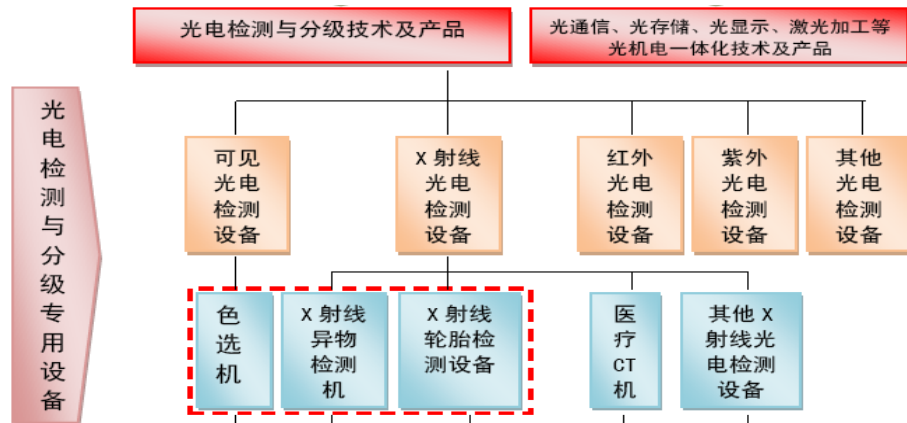 光电检测与分级技术及产品
光通信、光存储、光显示、激光加工等
光机电一体化技术及产品
光
电
检
测
与
分
级
专
用
设
备
可见
光电
检测
设备
X 射线
光电
检测
设备
红外
光电
检测
设备
紫外
光电
检测
设备
其他
光电
检测
设备
色
选
机
X 射线
异物
检测
机
X 射线
轮胎检
测设备
医
疗
CT
机
其他 X
射线光
电检测
设备